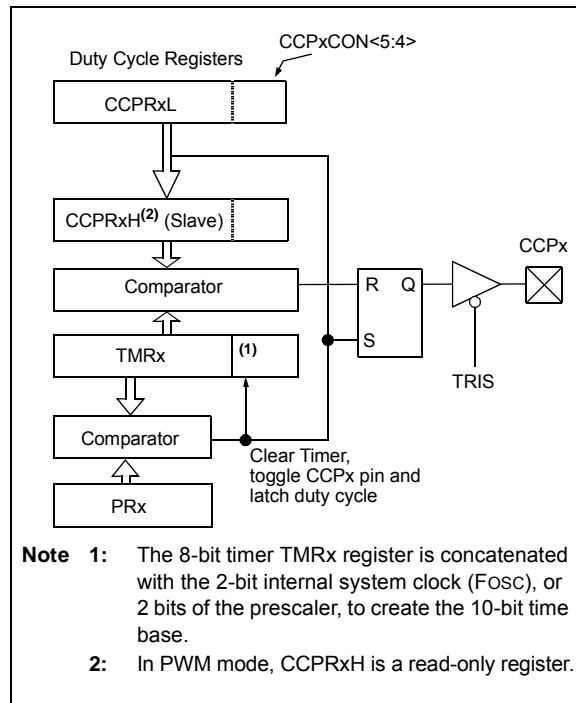 CCPxCON<5:4>
Duty Cycle Registers
CCPRxL
CCPRxH(2) (Slave)
CCPx
Comparator
R Q
TMRx (1)
S
TRIS
Comparator
Clear Timer,
toggle CCPx pin and
latch duty cycle
PRx
Note 1: The 8-bit timer TMRx register is concatenated
with the 2-bit internal system clock (FOSC), or
2 bits of the prescaler, to create the 10-bit time
base.
2: In PWM mode, CCPRxH is a read-only register.